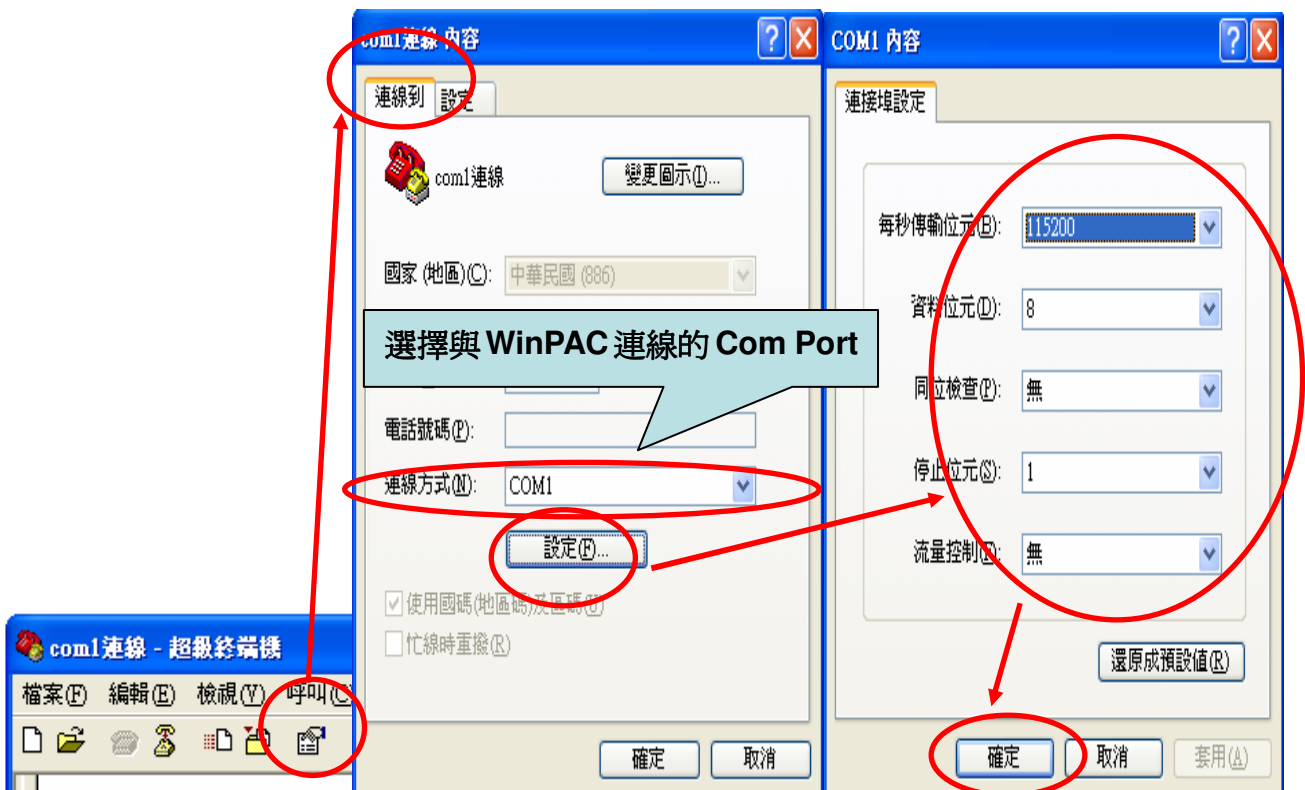 com1連線 內容
連線到
設定
com1連線
變更圖示(I)...
國家 (地區)(C):
中華民國 (886)
選擇與 WinPAC 連線的 Com Port
電話號碼(P):
連線方式(N):
COM1
設定(F)...
使用國碼(地區碼)及區碼(U)
忙線時重撥(R)
確定
取消
COM1 內容
連接埠設定
每秒傳輸位元(B):
115200
資料位元(D):
8
同位檢查(P):
無
停止位元(S):
1
流量控制(F):
無
還原成預設值(R)
確定
取消
套用(A)
com1連線 - 超級終端機
檔案(F)
編輯(E)
檢視(V)
呼叫(C)